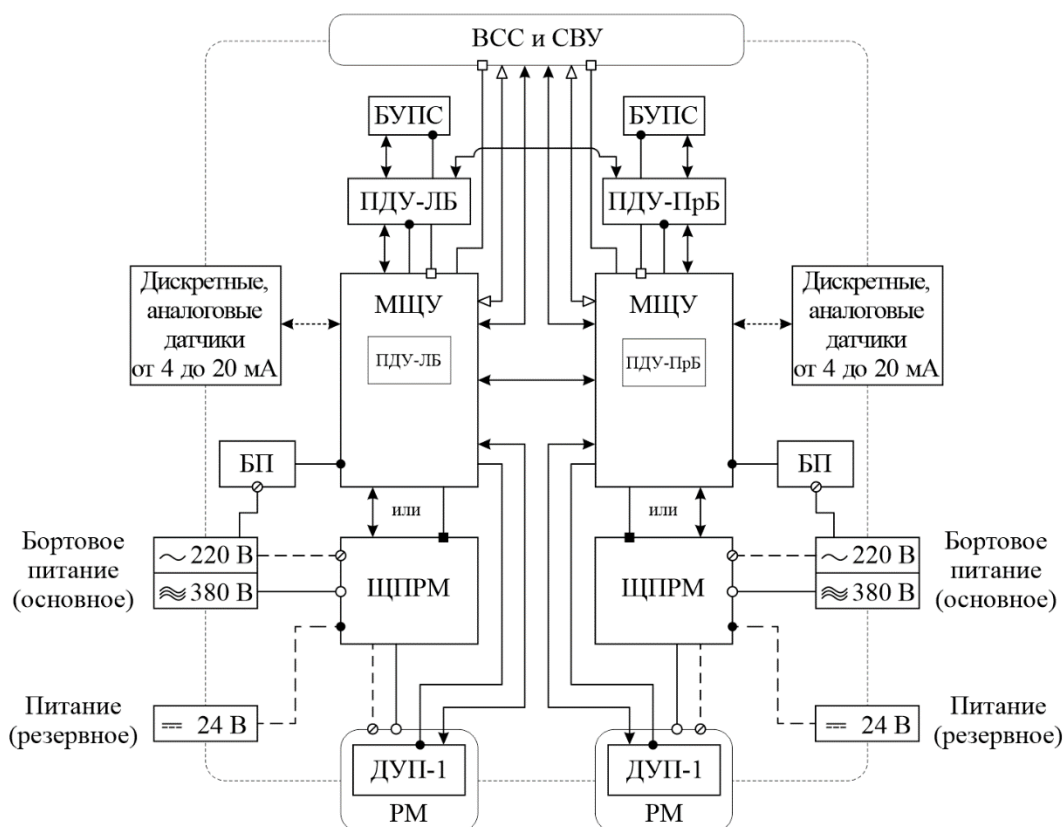 ВСС и СВУ
БУПС
БУПС
ПДУ-ЛБ
ПДУ-ПрБ
Дискретные,
аналоговые
датчики
от 4 до 20 мА
МЩУ
ПДУ-ЛБ
МЩУ
ПДУ-ПрБ
Дискретные,
аналоговые
датчики
от 4 до 20 мА
БП
БП
или
или
Бортовое
питание
(основное)
220 В
380 В
ЩПРМ
ЩПРМ
220 В
380 В
Бортовое
питание
(основное)
Питание
(резервное)
24 В
24 В
Питание
(резервное)
ДУП-1
РМ
ДУП-1
РМ